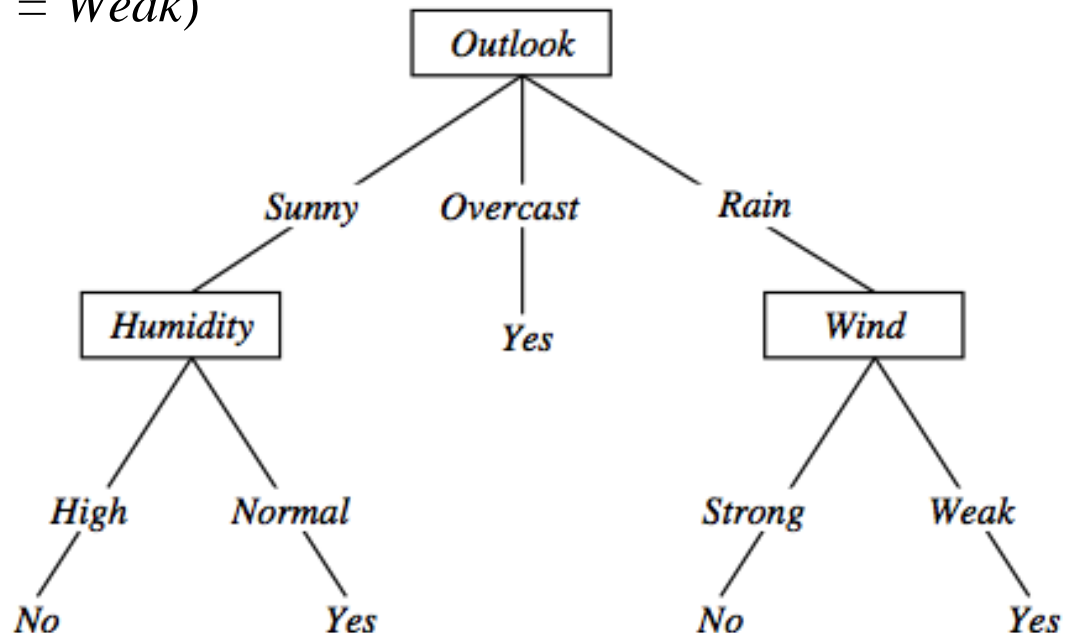 = Weak)
Outlook
Sunny Overcast Rain
Humidity Yes Wind
High Normal Strong Weak
No Yes No Yes